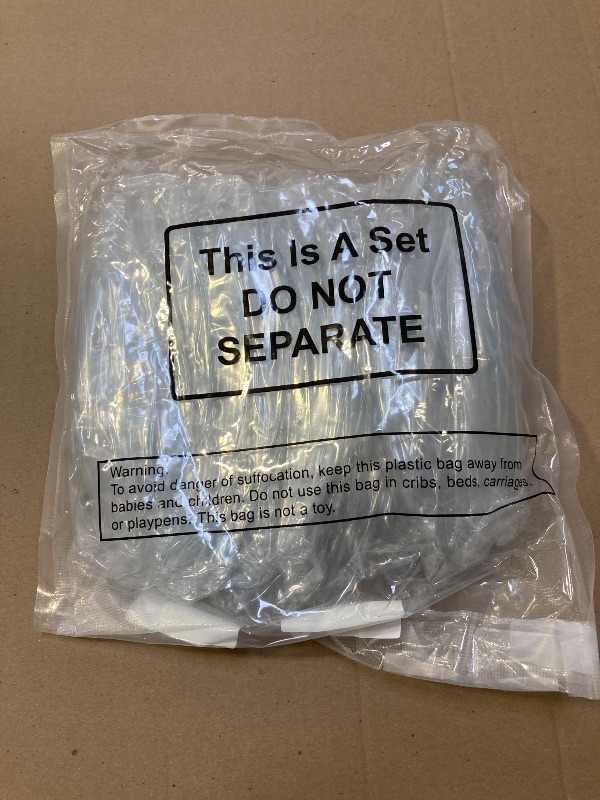 This Is A Set
DO NOT
SEPARATE
Warning:
To avoid danger of suffocation, keep this plastic bag away from
babies and children. Do not use this bag in cribs, beds, carriages,
or playpens. This bag is not a toy.